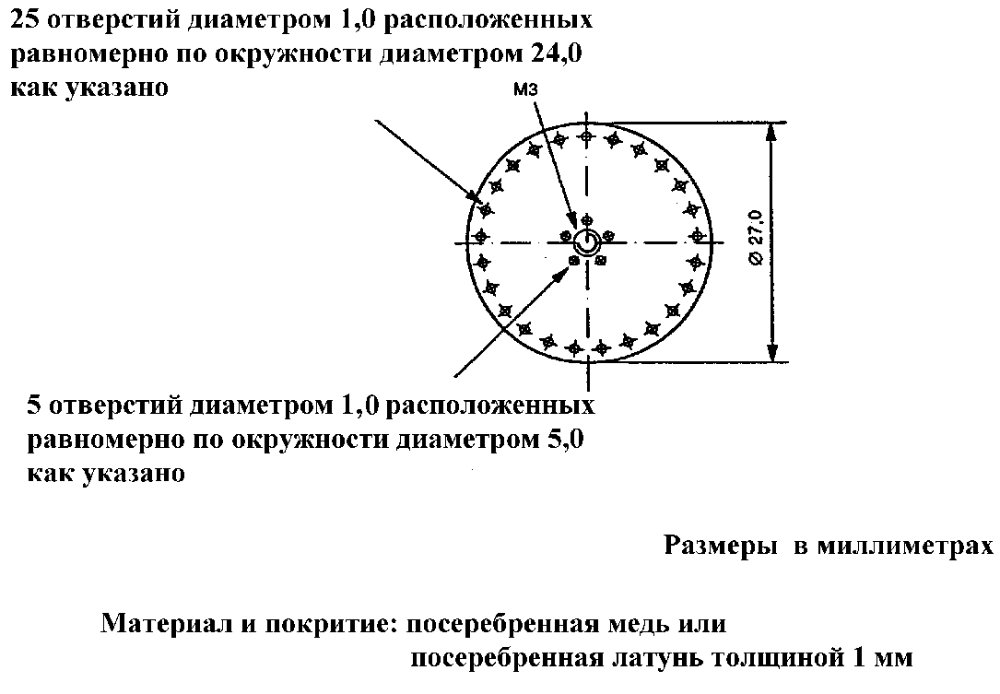 25 отверстий диаметром 1,0 расположенных
равномерно по окружности диаметром 24,0
как указано
М3
Ø 27,0
5 отверстий диаметром 1,0 расположенных
равномерно по окружности диаметром 5,0
как указано
Размеры в миллиметрах
Материал и покритие: посеребренная медь или
посеребренная латунь толщиной 1 мм